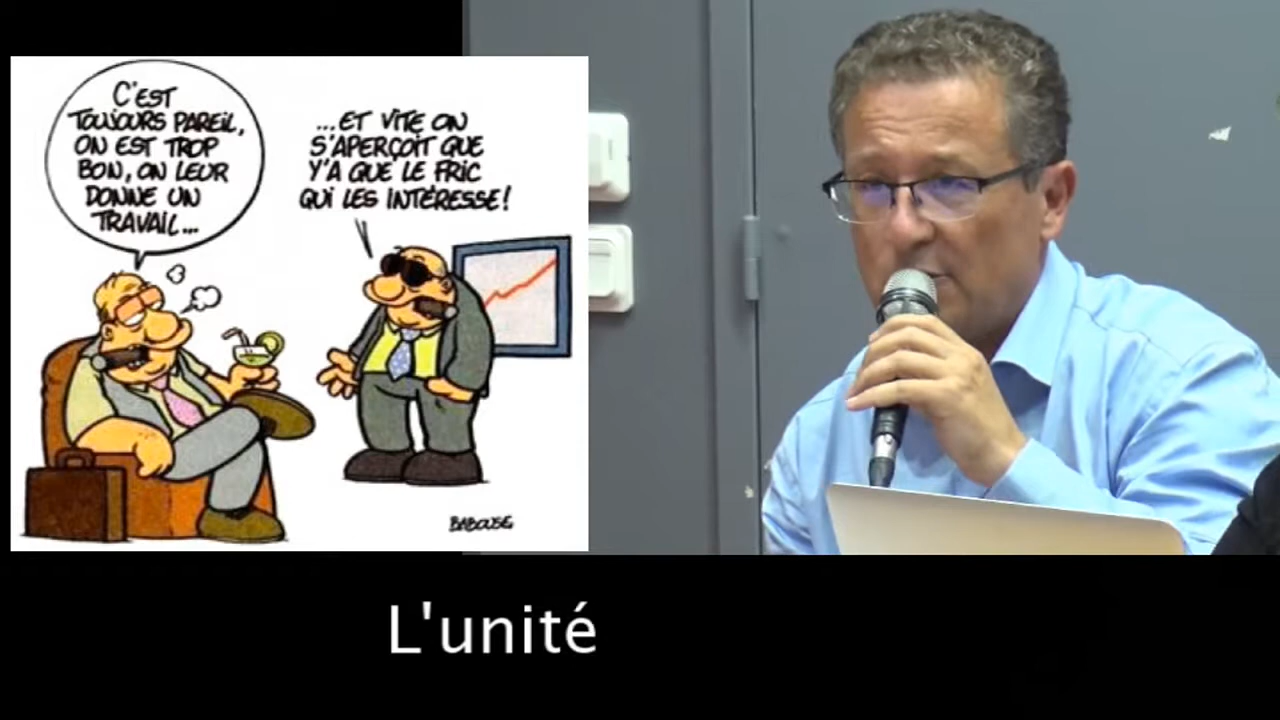 C'EST
TOUJOURS PAREIL,
ON EST TROP
BON, ON LEUR
DONNE UN
TRAVAIL...
...ET VITE ON
S'APERÇOIT QUE
Y'A QUE LE FRIC
QUI LES INTÉRESSE!
BABOUSE
L'unité